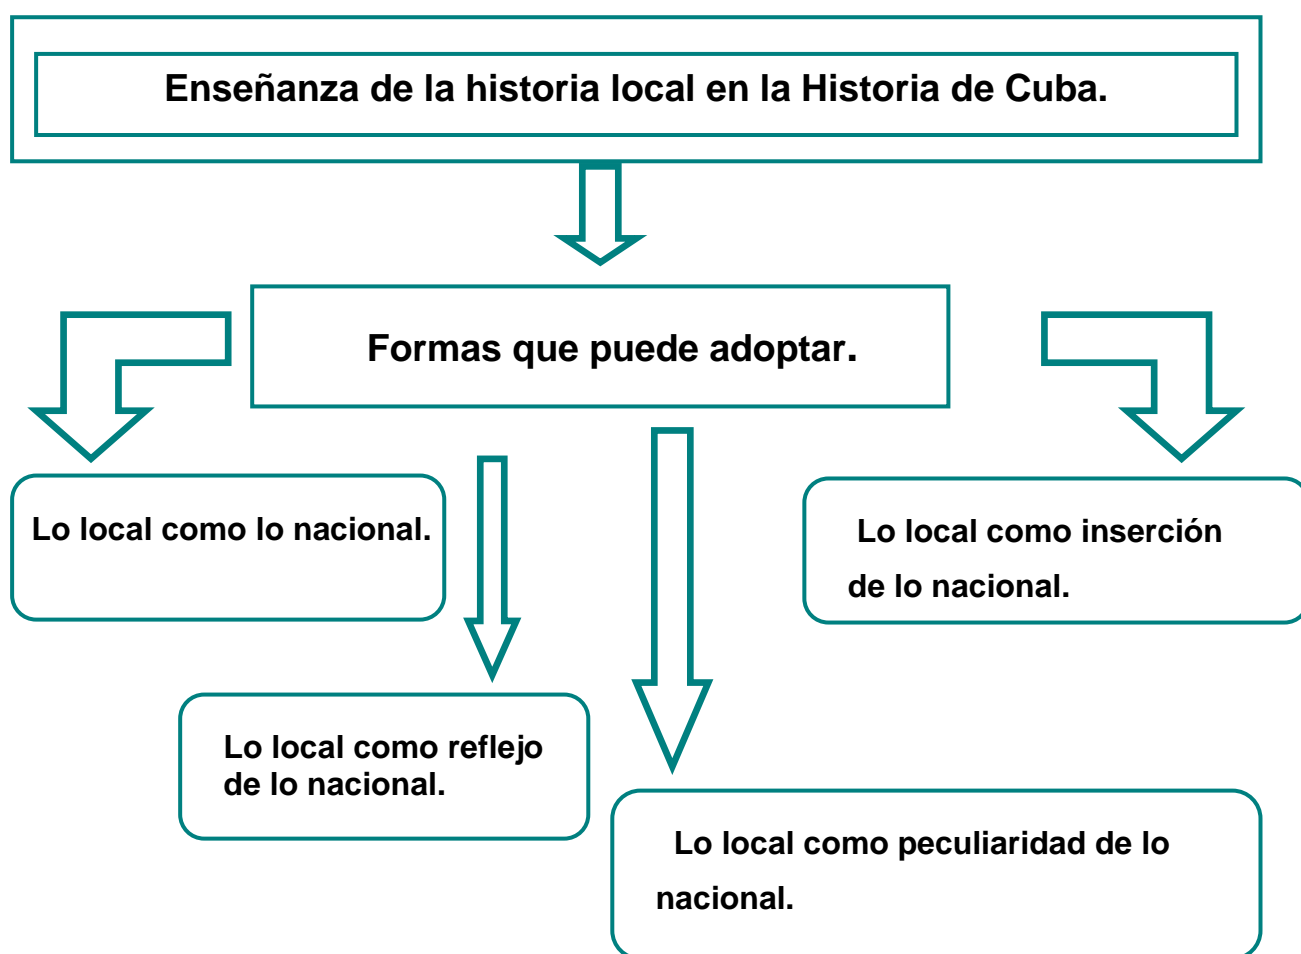 Enseñanza de la historia local en la Historia de Cuba.
Formas que puede adoptar.
Lo local como lo nacional.
Lo local como inserción
de lo nacional.
Lo local como reflejo
de lo nacional.
Lo local como peculiaridad de lo
nacional.